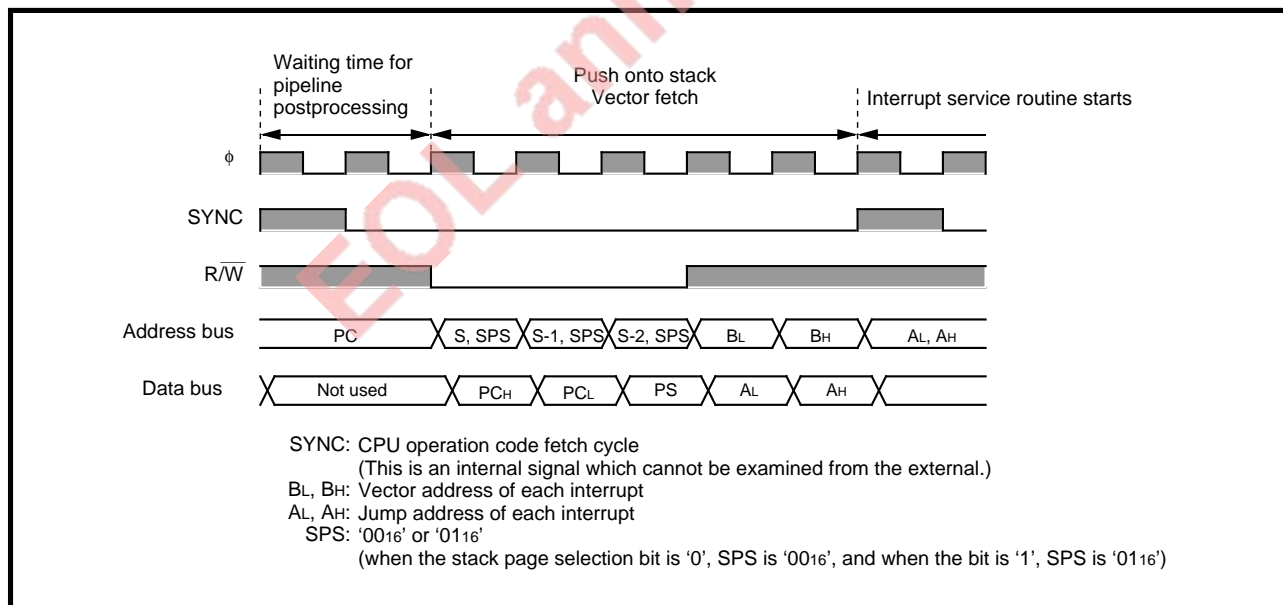 Waiting time for
pipeline
postprocessing
Push onto stack
Vector fetch
Interrupt service routine starts
φ
SYNC
R/W̅
Address bus
PC
S, SPS
S-1, SPS
S-2, SPS
BL
BH
AL, AH
Data bus
Not used
PCH
PCL
PS
AL
AH
SYNC: CPU operation code fetch cycle
(This is an internal signal which cannot be examined from the external.)
BL, BH: Vector address of each interrupt
AL, AH: Jump address of each interrupt
SPS: ‘0016’ or ‘0116’
(when the stack page selection bit is ‘0’, SPS is ‘0016’, and when the bit is ‘1’, SPS is ‘0116’)
EOL